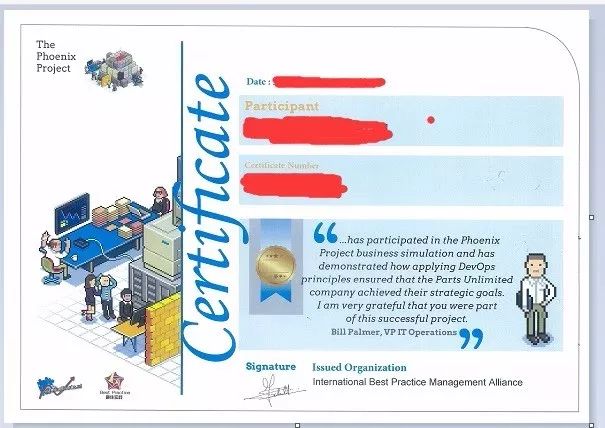 The
Phoenix
Project
Certificate
Date :
Participant
Certificate Number
“ ...has participated in the Phoenix
Project business simulation and has
demonstrated how applying DevOps
principles ensured that the Parts Unlimited
company achieved their strategic goals.
I am very grateful that you were part
of this successful project.
Bill Palmer, VP IT Operations ”
Signature
Issued Organization
International Best Practice Management Alliance
Best Practice